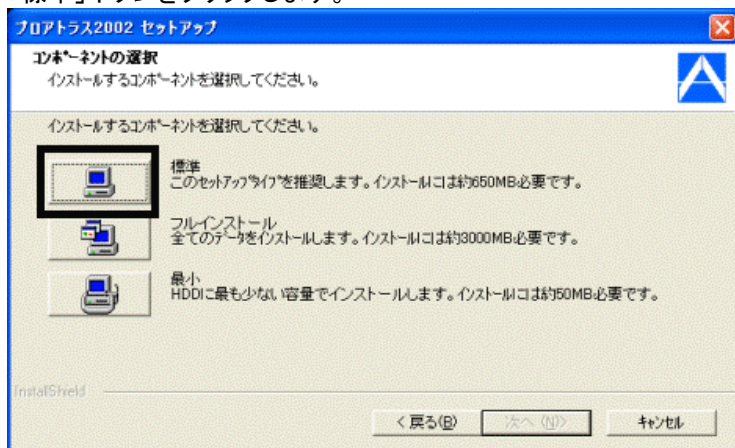 標準」ボタンをクリックします。
プロアトラス2002 セットアップ
コンポーネントの選択
インストールするコンポーネントを選択してください。
インストールするコンポーネントを選択してください。
標準
このセットアップタイプを推奨します。インストールには約650MB必要です。
フルインストール
全てのデータをインストールします。インストールには約3000MB必要です。
最小
HDDに最も少ない容量でインストールします。インストールには約50MB必要です。
InstallShield
< 戻る(B)
次へ (N)>
キャンセル